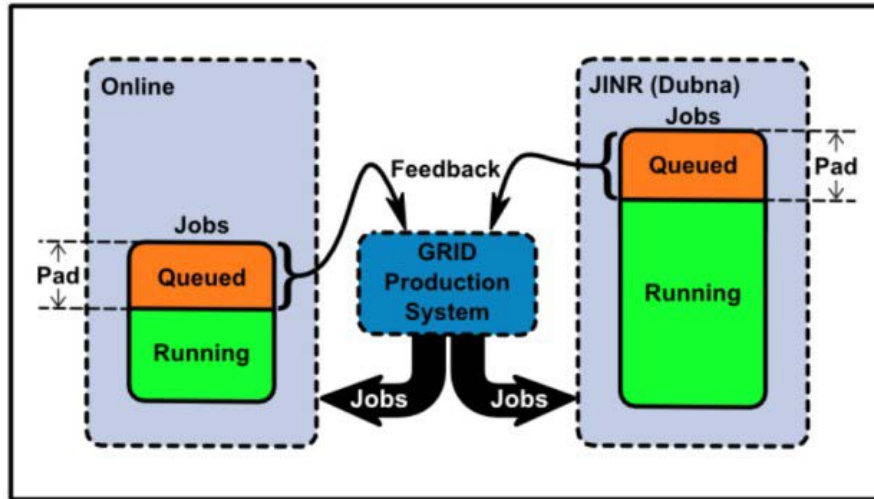 Online
Jobs
Pad
Queued
Running
Feedback
GRID
Production
System
Jobs
Jobs
JINR (Dubna)
Jobs
Queued
Pad
Running